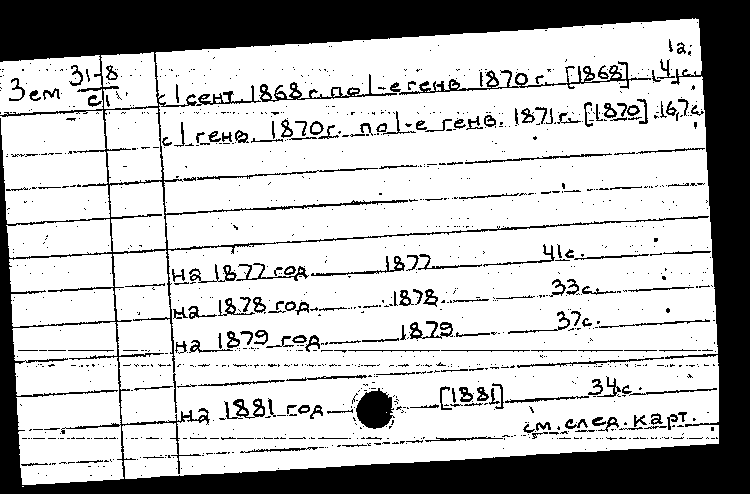 1а.
Зем 31-8 с 1 сент. 1868 г. по 1-е генв. 1870 г. [1868] 4 с.
с1 с 1 генв. 1870 г. по 1-е генв. 1871 г. [1870]. 16,7 с.
на 1877 год 1877 41 с.
на 1878 год 1878. 33 с.
на 1879 год 1879. 37 с.
на 1881 год [1881] 34 с.
см. след. карт.